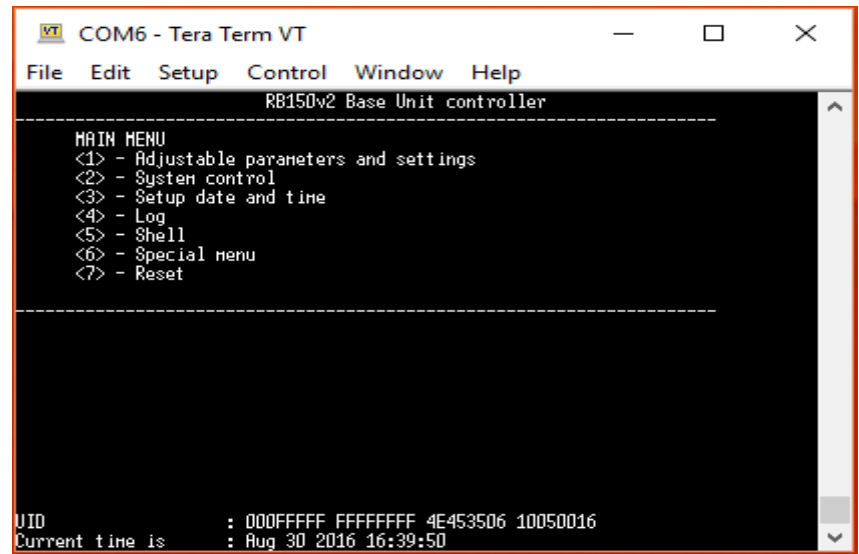 COM6 - Tera Term VT
File Edit Setup Control Window Help
RB150v2 Base Unit controller
MAIN MENU
<1> - Adjustable parameters and settings
<2> - System control
<3> - Setup date and time
<4> - Log
<5> - Shell
<6> - Special menu
<7> - Reset
UID : 000FFFFF FFFFFFFF 4E453506 10050016
Current time is : Aug 30 2016 16:39:50